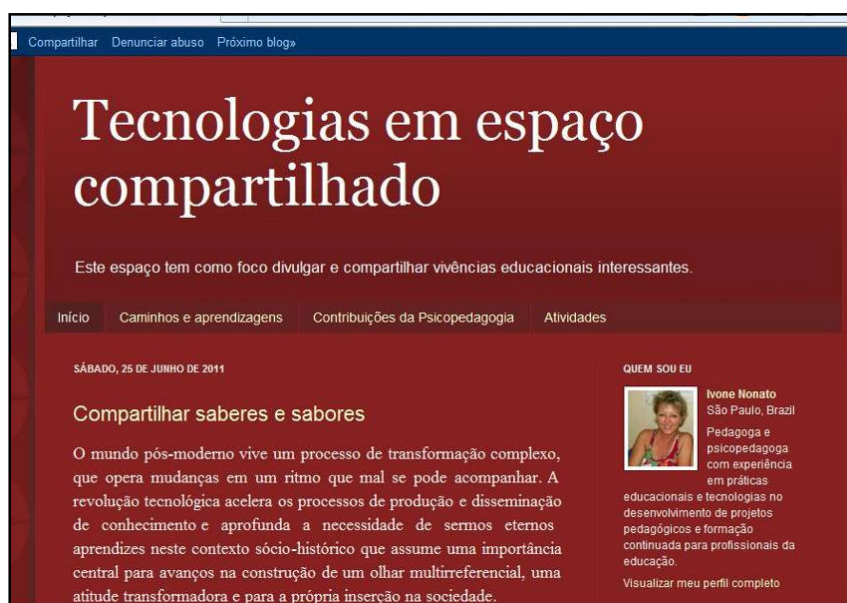 Compartilhar Denunciar abuso Próximo blog»
Tecnologias em espaço
compartilhado
Este espaço tem como foco divulgar e compartilhar vivências educacionais interessantes.
Início Caminhos e aprendizagens Contribuições da Psicopedagogia Atividades
SÁBADO, 25 DE JUNHO DE 2011
Compartilhar saberes e sabores
O mundo pós-moderno vive um processo de transformação complexo,
que opera mudanças em um ritmo que mal se pode acompanhar. A
revolução tecnológica acelera os processos de produção e disseminação
de conhecimento e aprofunda a necessidade de sermos eternos
aprendizes neste contexto sócio-histórico que assume uma importância
central para avanços na construção de um olhar multirreferencial, uma
atitude transformadora e para a própria inserção na sociedade.
QUEM SOU EU
Ivone Nonato
São Paulo, Brazil
Pedagoga e
psicopedagoga
com experiência
em práticas
educacionais e tecnologias no
desenvolvimento de projetos
pedagógicos e formação
continuada para profissionais da
educação.
Visualizar meu perfil completo